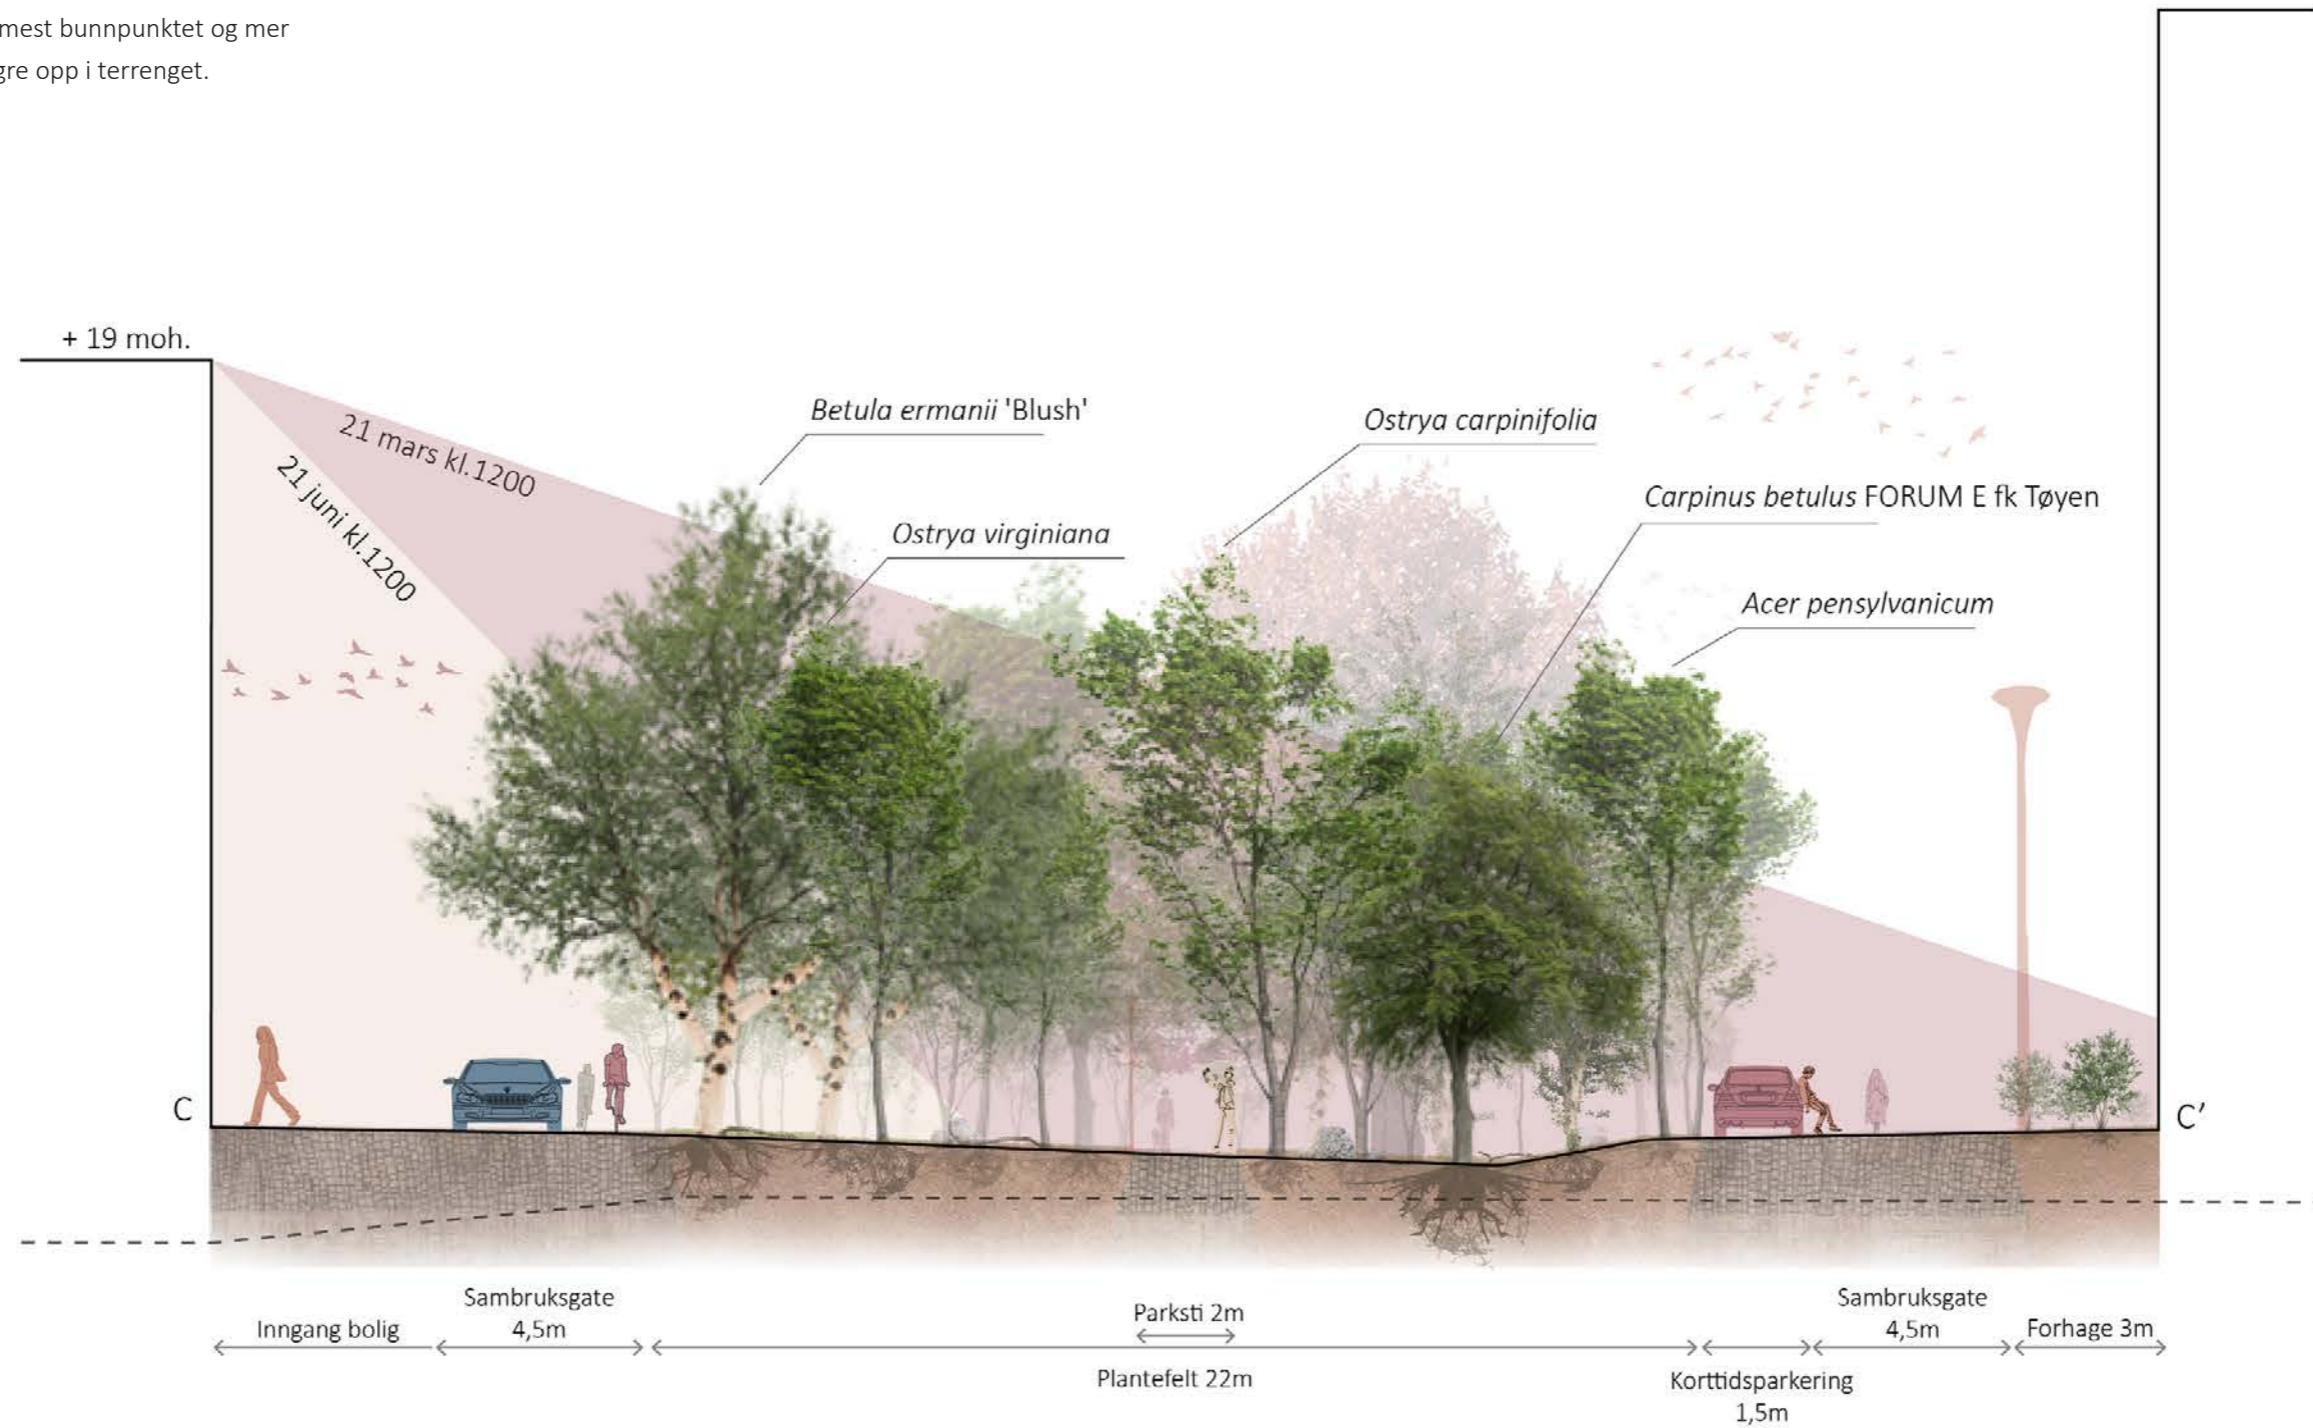 mest bunnpunktet og mer
gre opp i terrenget.
+ 19 moh.
21 mars kl.1200
21 juni kl.1200
Betula ermanii 'Blush'
Ostrya virginiana
Ostrya carpinifolia
Carpinus betulus FORUM E fk Tøyen
Acer pensylvanicum
C
C'
Inngang bolig
Sambruksgate
4,5m
Parksti 2m
Plantefelt 22m
Korttidsparkering
1,5m
Sambruksgate
4,5m
Forhage 3m